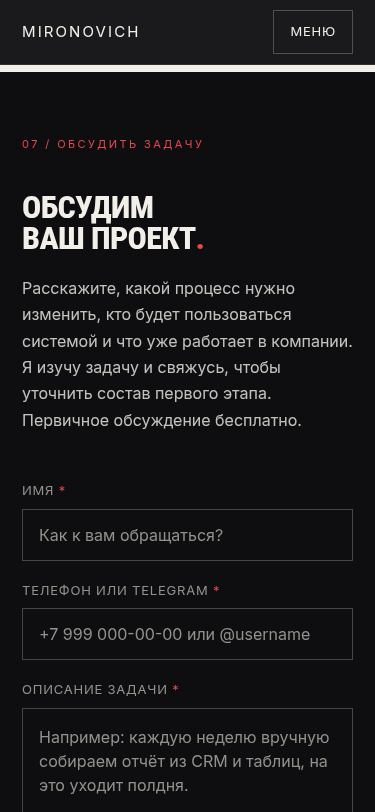 MIRONOVICH
МЕНЮ
07 / ОБСУДИТЬ ЗАДАЧУ
ОБСУДИМ
ВАШ ПРОЕКТ.
Расскажите, какой процесс нужно
изменить, кто будет пользоваться
системой и что уже работает в компании.
Я изучу задачу и свяжусь, чтобы
уточнить состав первого этапа.
Первичное обсуждение бесплатно.
ИМЯ *
Как к вам обращаться?
ТЕЛЕФОН ИЛИ TELEGRAM *
+7 999 000-00-00 или @username
ОПИСАНИЕ ЗАДАЧИ *
Например: каждую неделю вручную
собираем отчёт из CRM и таблиц, на
это уходит полдня.